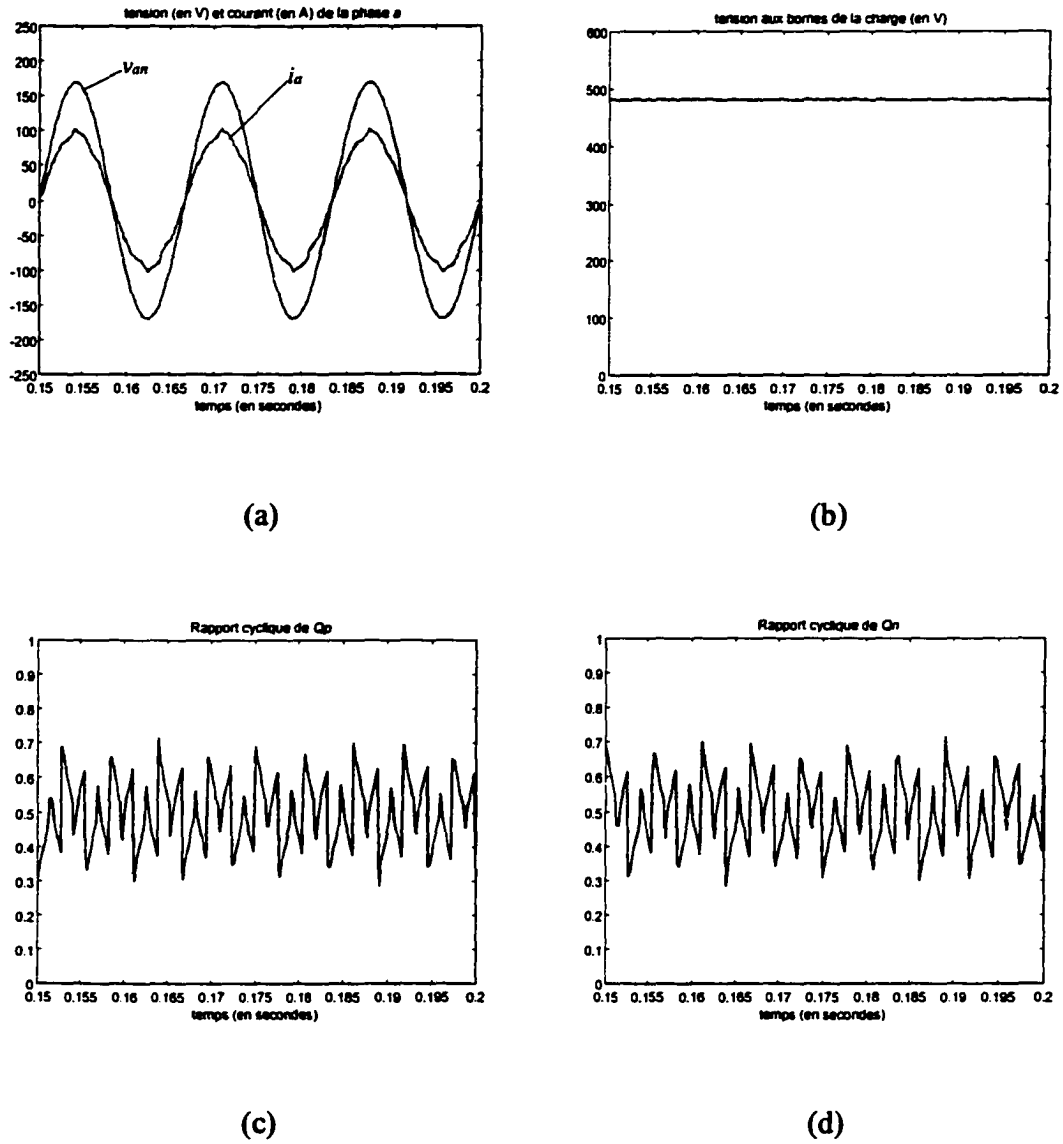 tension (en V) et courant (en A) de la phase a
250
200
150
100
50
0
-50
-100
-150
-200
-250
van
ia
0.15 0.155 0.16 0.165 0.17 0.175 0.18 0.185 0.19 0.195 0.2
temps (en secondes)
(a)
tension aux bornes de la charge (en V)
600
500
400
300
200
100
0
0.15 0.155 0.16 0.165 0.17 0.175 0.18 0.185 0.19 0.195 0.2
temps (en secondes)
(b)
Rapport cyclique de Qp
1
0.9
0.8
0.7
0.6
0.5
0.4
0.3
0.2
0.1
0
0.15 0.155 0.16 0.165 0.17 0.175 0.18 0.185 0.19 0.195 0.2
temps (en secondes)
(c)
Rapport cyclique de Qn
1
0.9
0.8
0.7
0.6
0.5
0.4
0.3
0.2
0.1
0
0.15 0.155 0.16 0.165 0.17 0.175 0.18 0.185 0.19 0.195 0.2
temps (en secondes)
(d)